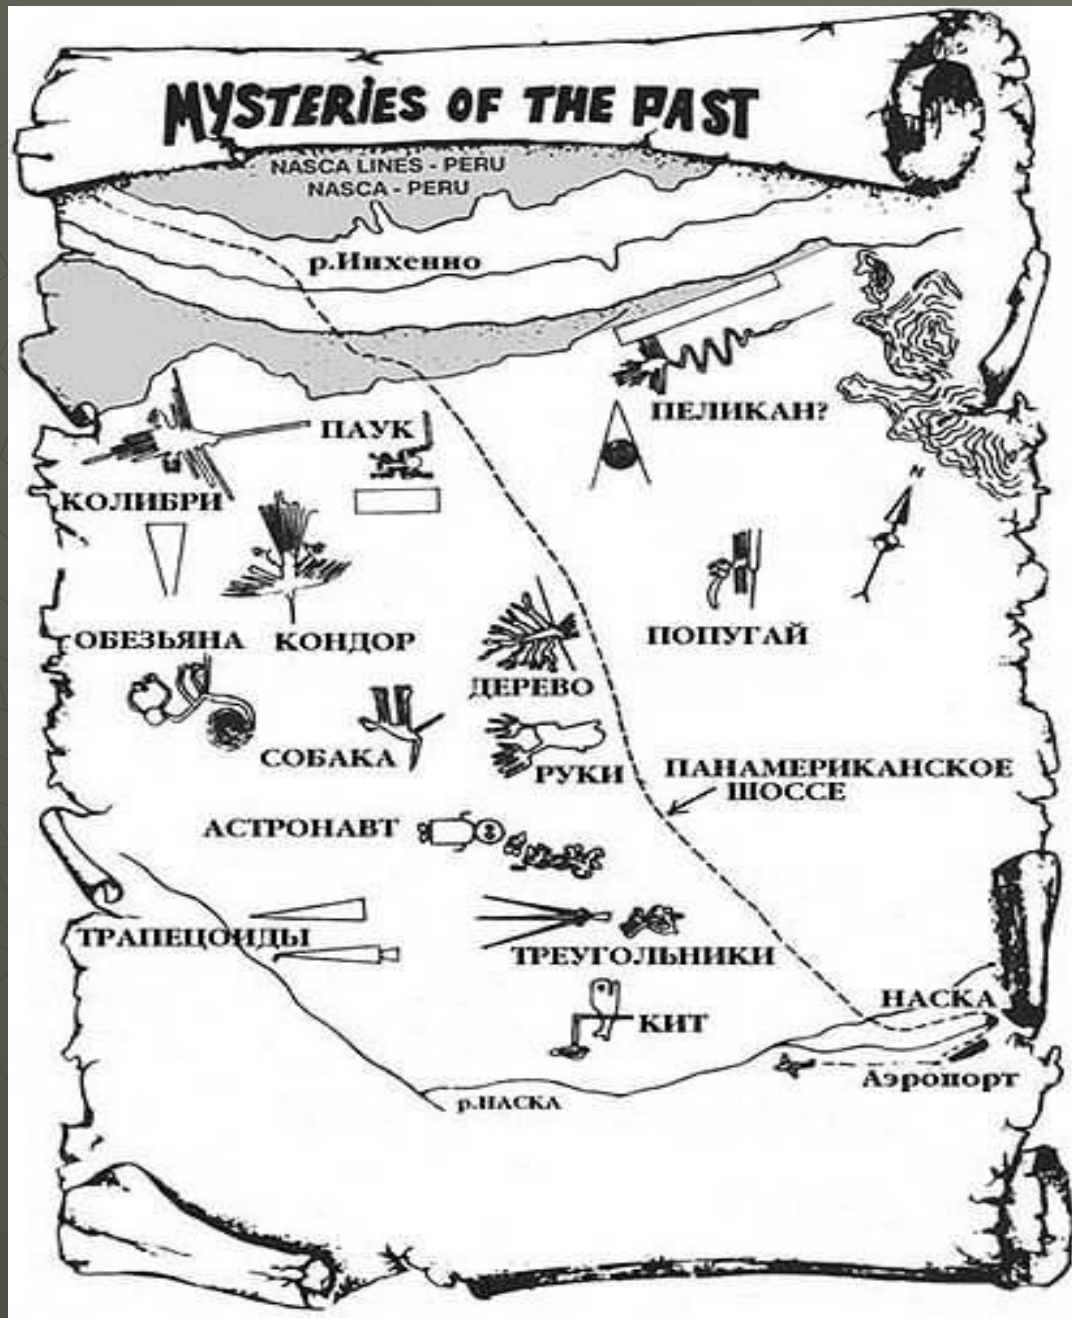 MYSTERIES OF THE PAST
NASCA LINES - PERU
NASCA - PERU
р.Инхенио
ПЕЛИКАН?
ПАУК
КОЛИБРИ
N
ОБЕЗЬЯНА
КОНДОР
ПОПУГАЙ
ДЕРЕВО
СОБАКА
РУКИ
ПАНАМЕРИКАНСКОЕ
ШОССЕ
АСТРОНАВТ
ТРАПЕЦОИДЫ
ТРЕУГОЛЬНИКИ
НАСКА
КИТ
Аэропорт
р.НАСКА